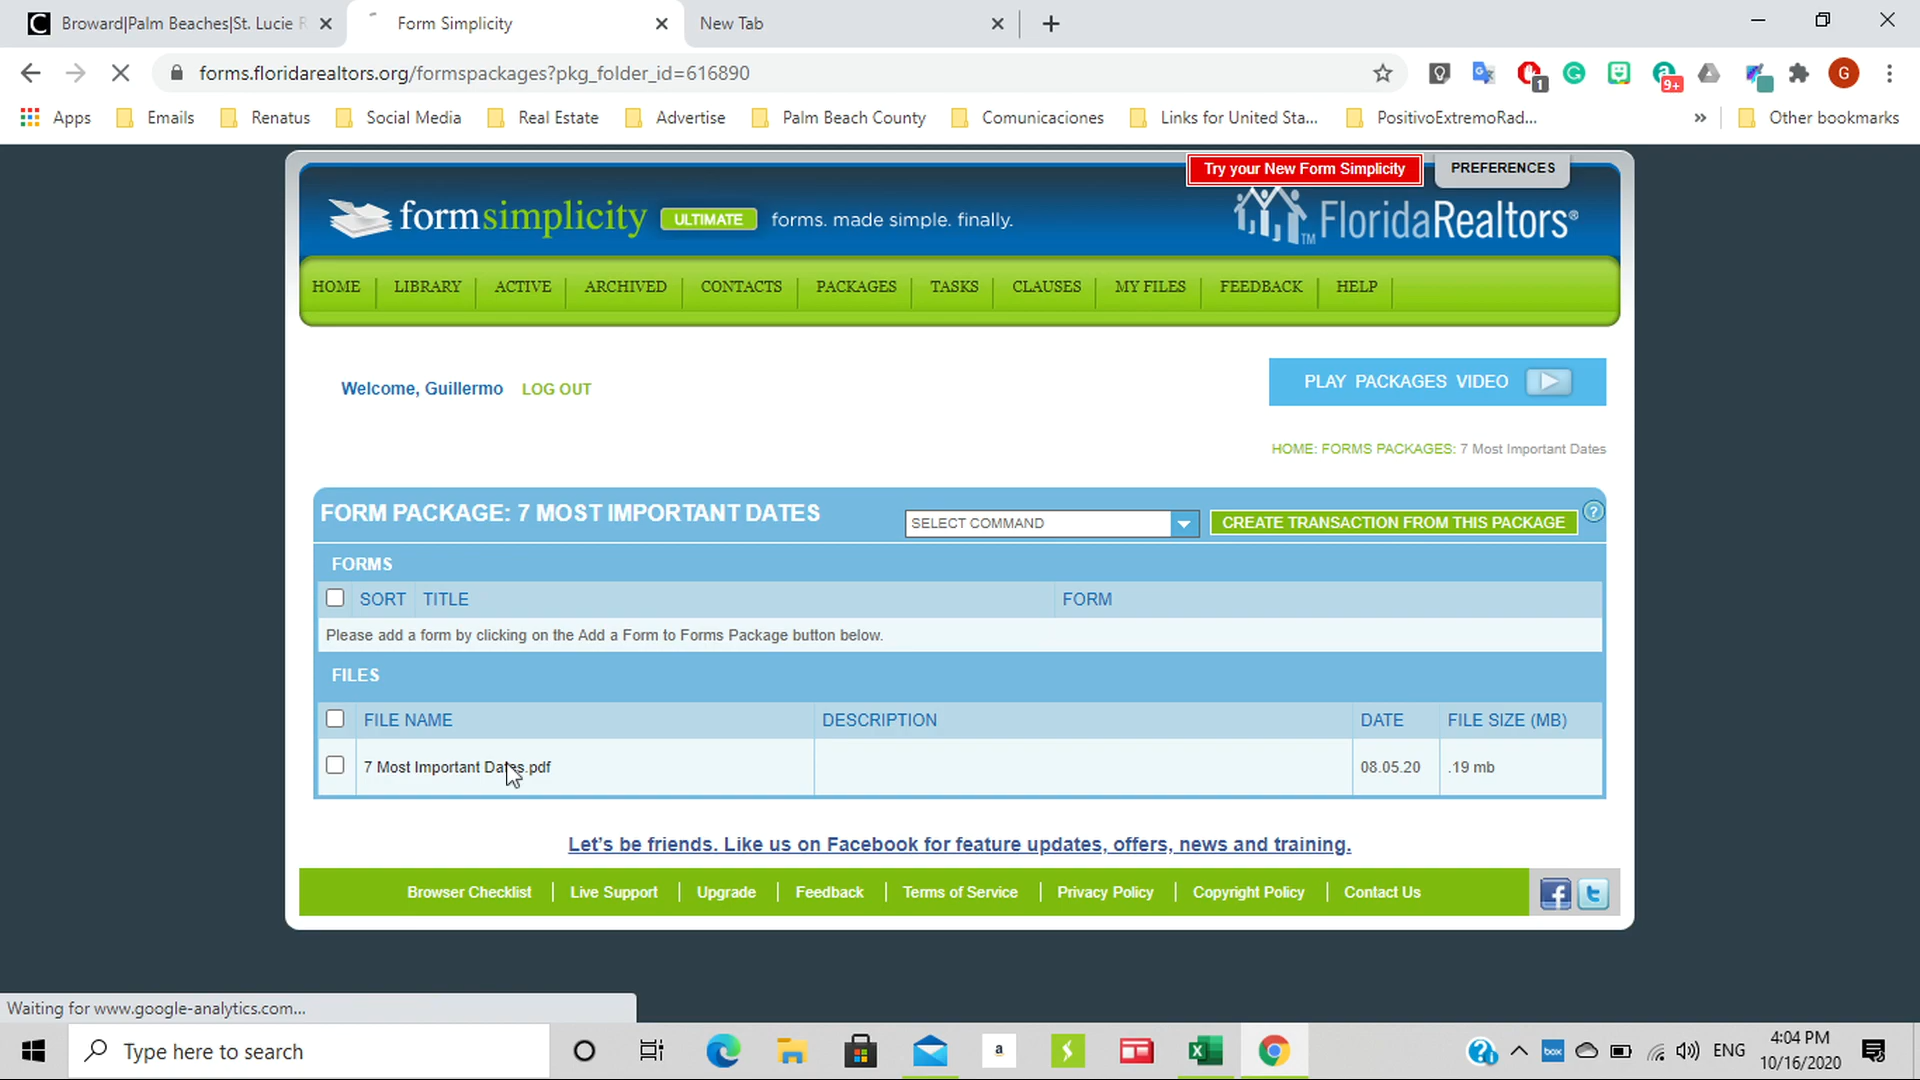 Broward|Palm Beaches|St. Lucie R
Form Simplicity
New Tab
forms.floridarealtors.org/formspackages?pkg_folder_id=616890
1
9+
G
Apps
Emails
Renatus
Social Media
Real Estate
Advertise
Palm Beach County
Comunicaciones
Links for United Sta...
PositivoExtremoRad...
»
Other bookmarks
Try your New Form Simplicity
PREFERENCES
formsimplicity
ULTIMATE
forms. made simple. finally.
TM FloridaRealtors®
HOME
LIBRARY
ACTIVE
ARCHIVED
CONTACTS
PACKAGES
TASKS
CLAUSES
MY FILES
FEEDBACK
HELP
Welcome, Guillermo
LOG OUT
PLAY PACKAGES VIDEO
HOME: FORMS PACKAGES: 7 Most Important Dates
FORM PACKAGE: 7 MOST IMPORTANT DATES
SELECT COMMAND
CREATE TRANSACTION FROM THIS PACKAGE
?
FORMS
SORT
TITLE
FORM
Please add a form by clicking on the Add a Form to Forms Package button below.
FILES
FILE NAME
DESCRIPTION
DATE
FILE SIZE (MB)
7 Most Important Dates.pdf
08.05.20
.19 mb
Let's be friends. Like us on Facebook for feature updates, offers, news and training.
Browser Checklist
Live Support
Upgrade
Feedback
Terms of Service
Privacy Policy
Copyright Policy
Contact Us
Waiting for www.google-analytics.com...
Type here to search
a
box
ENG
4:04 PM
10/16/2020